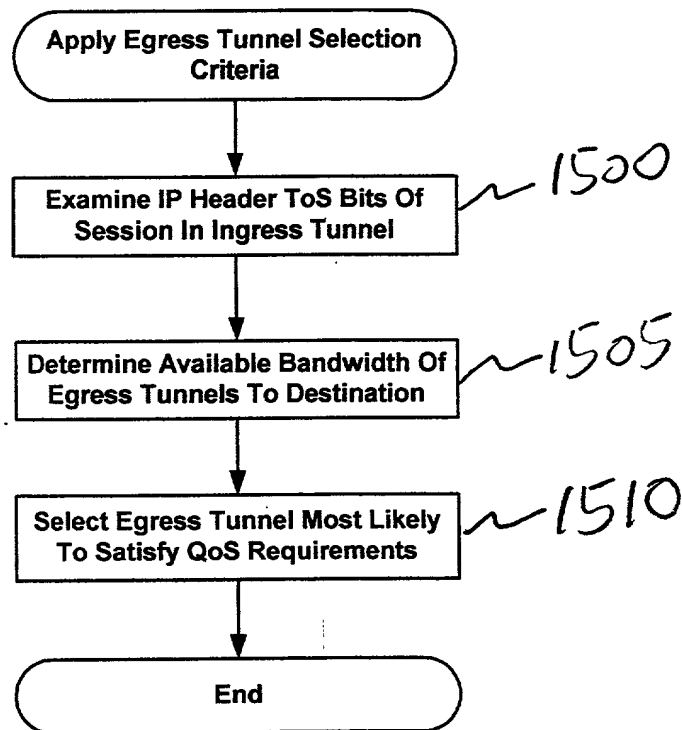 Apply Egress Tunnel Selection
Criteria
Examine IP Header ToS Bits Of
Session In Ingress Tunnel
1500
Determine Available Bandwidth Of
Egress Tunnels To Destination
1505
Select Egress Tunnel Most Likely
To Satisfy QoS Requirements
1510
End